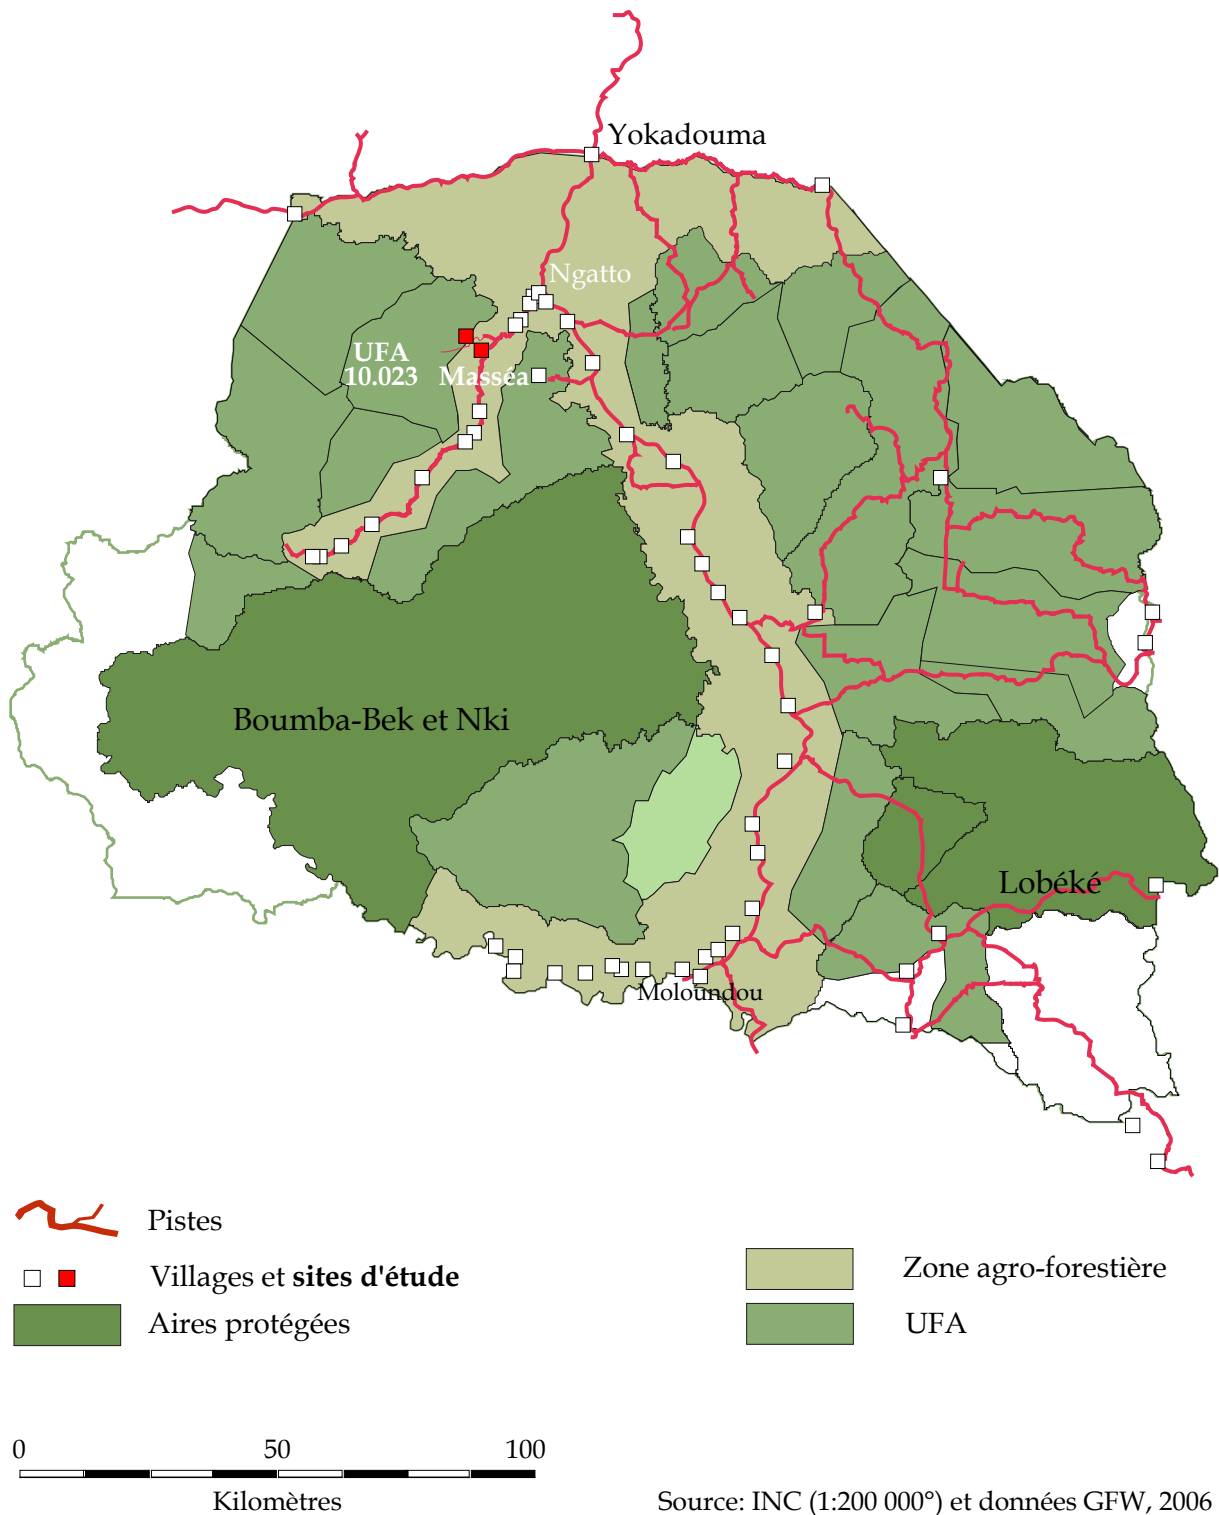 Yokadouma
Ngatto
UFA
10.023
Masséa
Boumba-Bek et Nki
Lobéké
Moloundou
Pistes
Villages et sites d'étude
Aires protégées
Zone agro-forestière
UFA
0 50 100
Kilomètres
Source: INC (1:200 000°) et données GFW, 2006